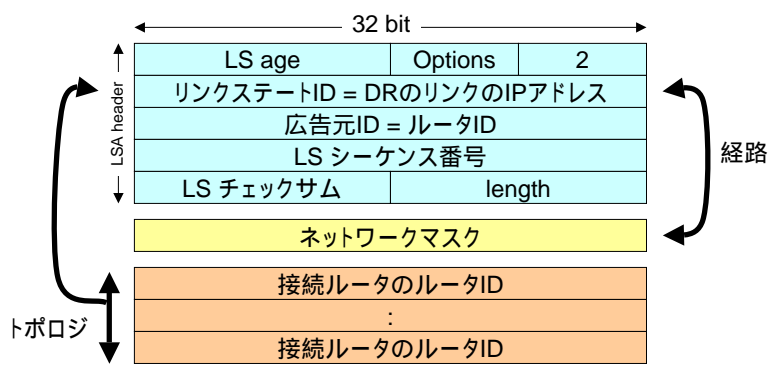 32 bit
LS age Options 2
リンクステートID = DRのリンクのIPアドレス
広告元ID = ルータID
LS シーケンス番号
LS チェックサム length
LSA header
経路
ネットワークマスク
接続ルータのルータID
:
接続ルータのルータID
トポロジ